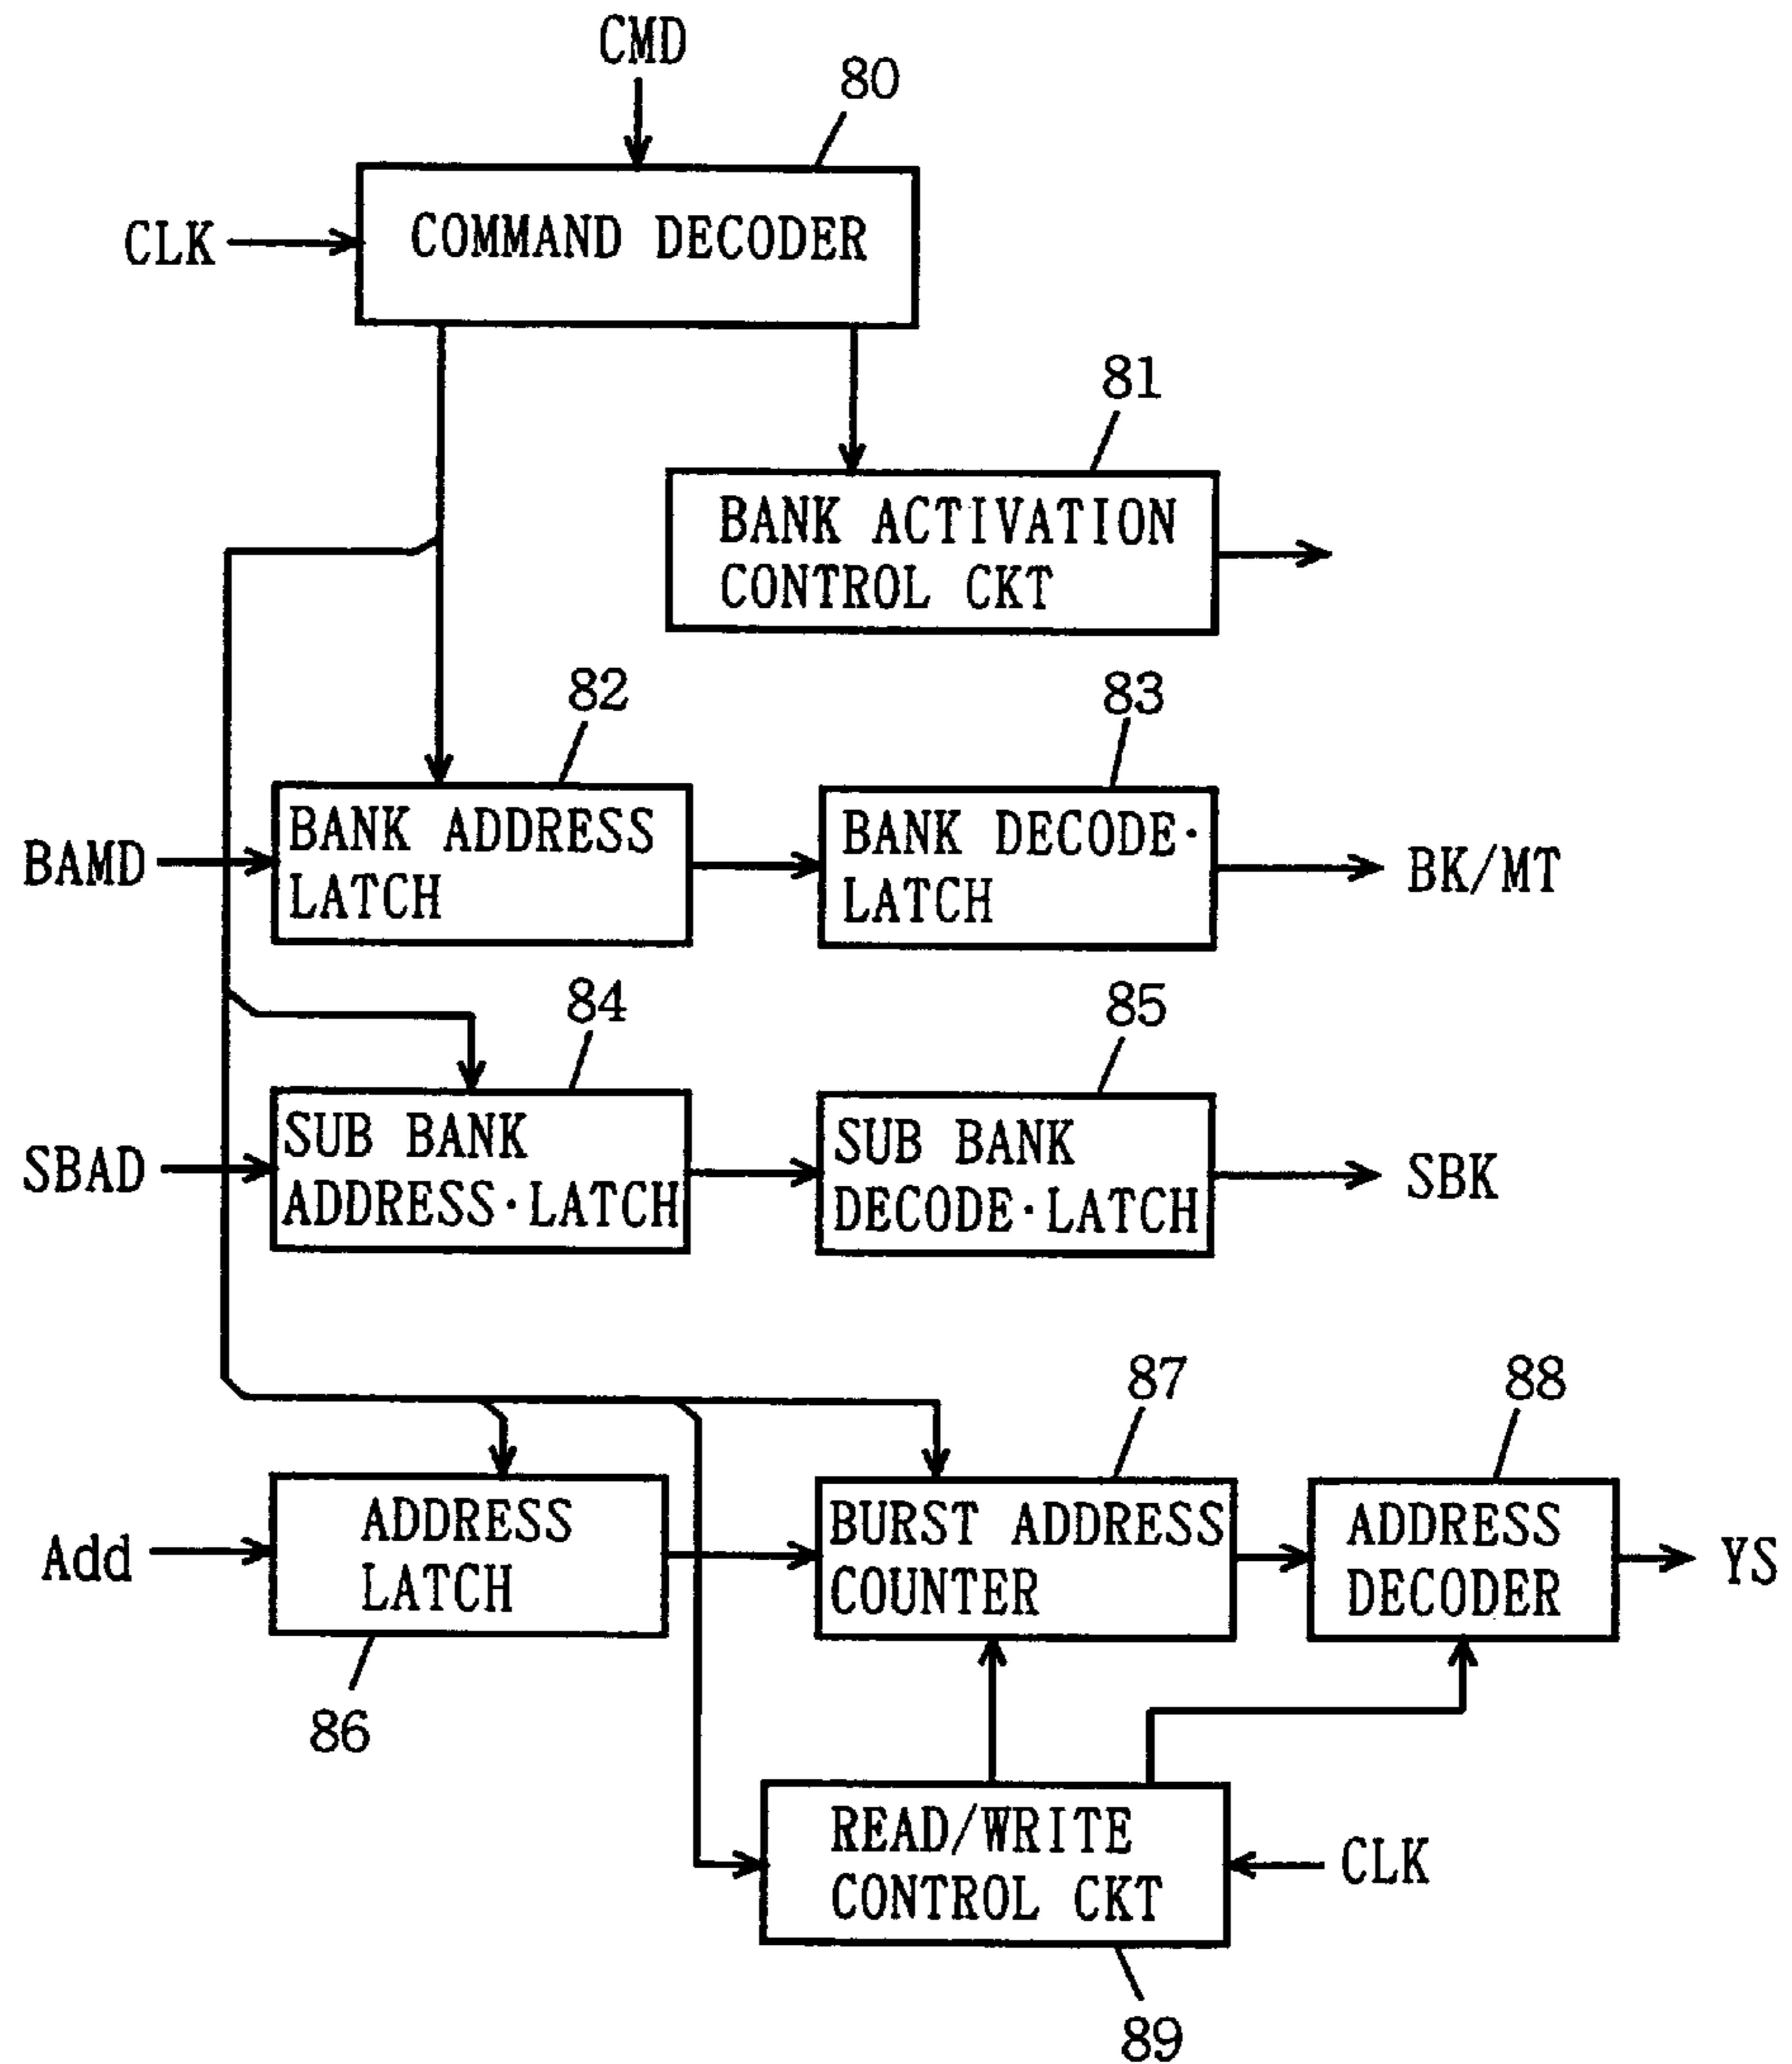 CMD
80
CLK
COMMAND DECODER
81
BANK ACTIVATION
CONTROL CKT
82
83
BAMD
BANK ADDRESS
LATCH
BANK DECODE·
LATCH
BK/MT
84
85
SBAD
SUB BANK
ADDRESS·LATCH
SUB BANK
DECODE·LATCH
SBK
87
88
Add
ADDRESS
LATCH
BURST ADDRESS
COUNTER
ADDRESS
DECODER
YS
86
READ/WRITE
CONTROL CKT
CLK
89